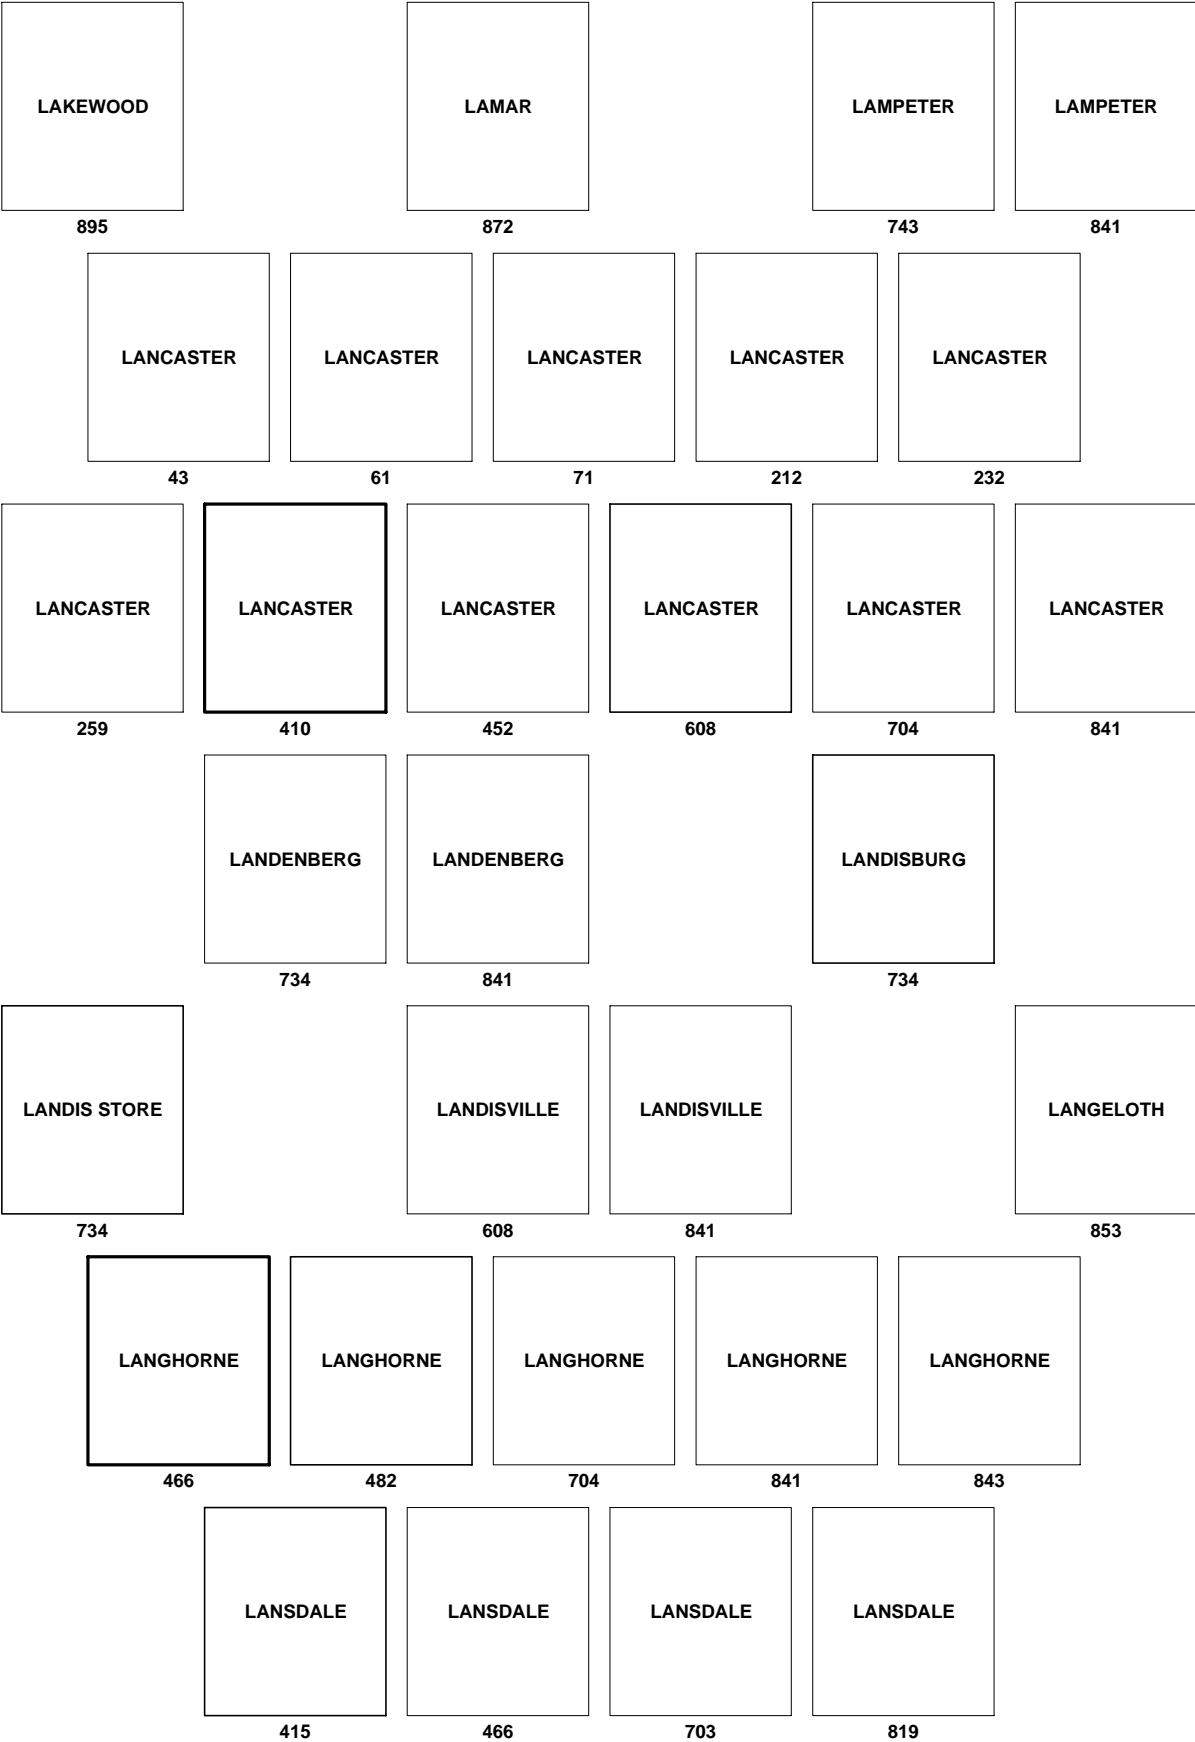 LAKEWOOD LAMAR LAMPETER LAMPETER
895 872 743 841
LANCASTER LANCASTER LANCASTER LANCASTER LANCASTER
43 61 71 212 232
LANCASTER LANCASTER LANCASTER LANCASTER LANCASTER LANCASTER
259 410 452 608 704 841
LANDENBERG LANDENBERG LANDISBURG
734 841 734
LANDIS STORE LANDISVILLE LANDISVILLE LANGELOTH
734 608 841 853
LANGHORNE LANGHORNE LANGHORNE LANGHORNE LANGHORNE
466 482 704 841 843
LANSDALE LANSDALE LANSDALE LANSDALE
415 466 703 819